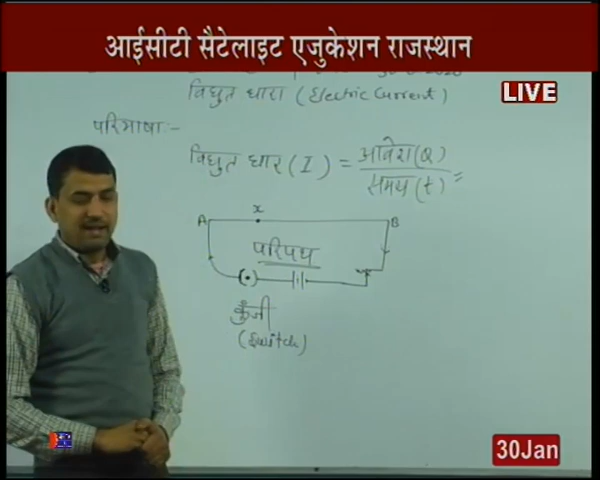 आईसीटी सैटेलाइट एजुकेशन राजस्थान
LIVE
विद्युत धारा (Electric Current)
परिभाषा :-
विद्युत धार (I) = आवेश(Q) / समय(t) =
A x B
परिपथ
कुँजी
(Switch)
30Jan